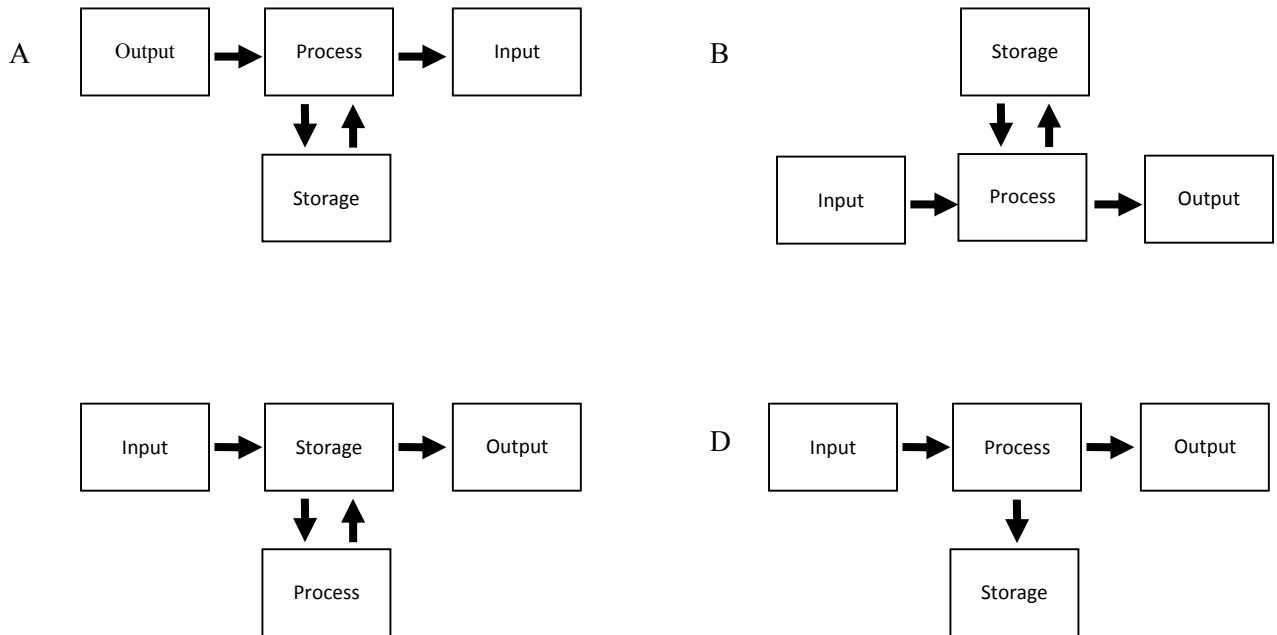 A
Output
Process
Input
Storage
B
Storage
Input
Process
Output
Input
Storage
Output
Process
D
Input
Process
Output
Storage